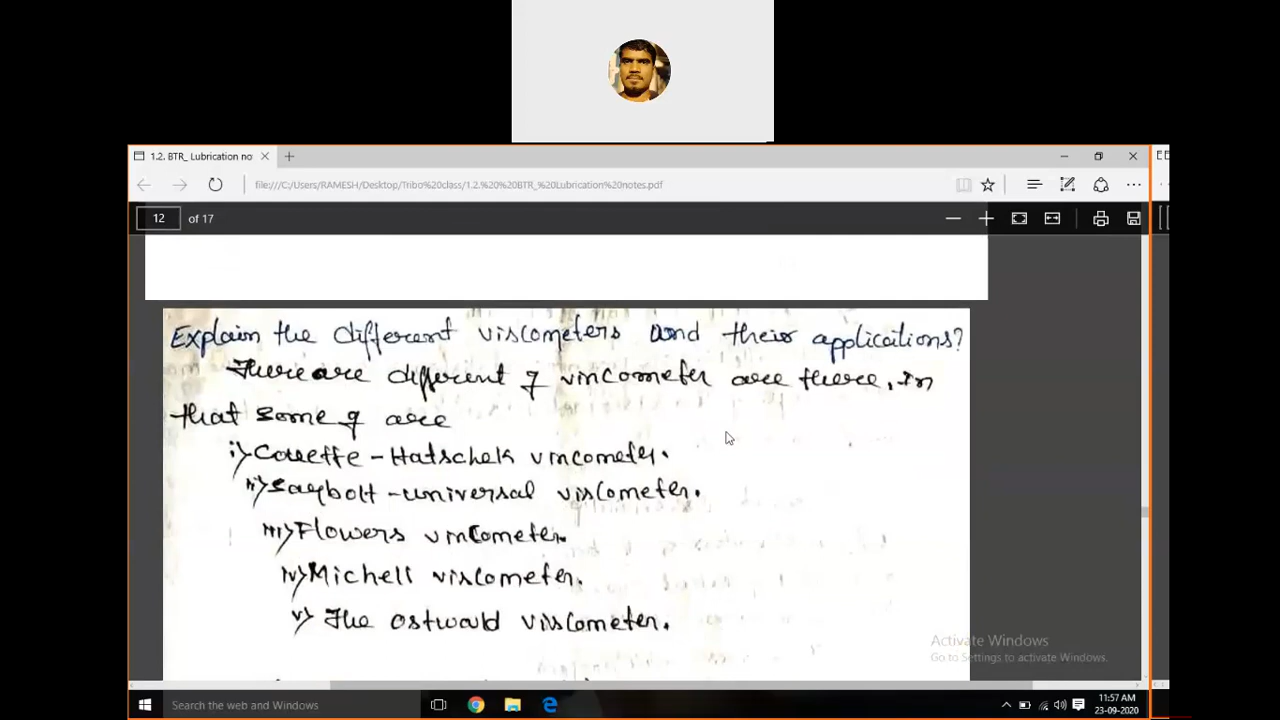 1.2. BTR_ Lubrication no
file:///C:/Users/RAMESH/Desktop/Tribo%20class/1.2.%20%20BTR_%20Lubrication%20notes.pdf
12 of 17
Explain the different viscometers and their applications?
There are different of viscometer are there, in
that some of are
i) Couette - Hatschek viscometer.
ii) Saybolt - universal viscometer.
iii) Flowers viscometer.
iv) Michell viscometer.
v) The ostwald viscometer.
Activate Windows
Go to Settings to activate Windows.
Search the web and Windows
11:57 AM
23-09-2020